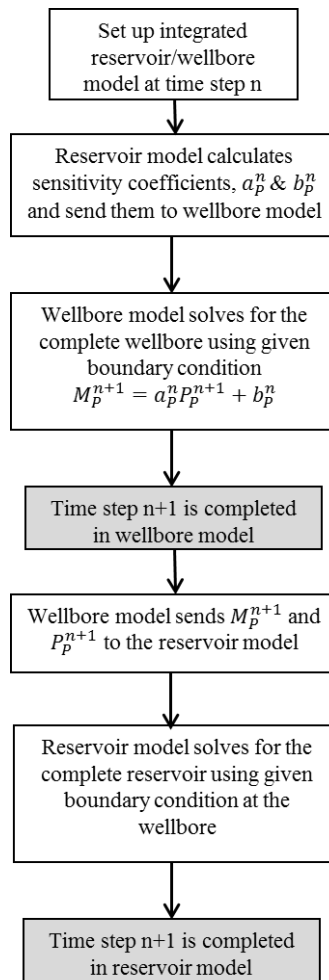 Set up integrated
reservoir/wellbore
model at time step n
Reservoir model calculates
sensitivity coefficients, $a_P^n$ & $b_P^n$
and send them to wellbore model
Wellbore model solves for the
complete wellbore using given
boundary condition
$M_P^{n+1} = a_P^n P_P^{n+1} + b_P^n$
Time step n+1 is completed
in wellbore model
Wellbore model sends $M_P^{n+1}$ and
$P_P^{n+1}$ to the reservoir model
Reservoir model solves for the
complete reservoir using given
boundary condition at the
wellbore
Time step n+1 is completed
in reservoir model